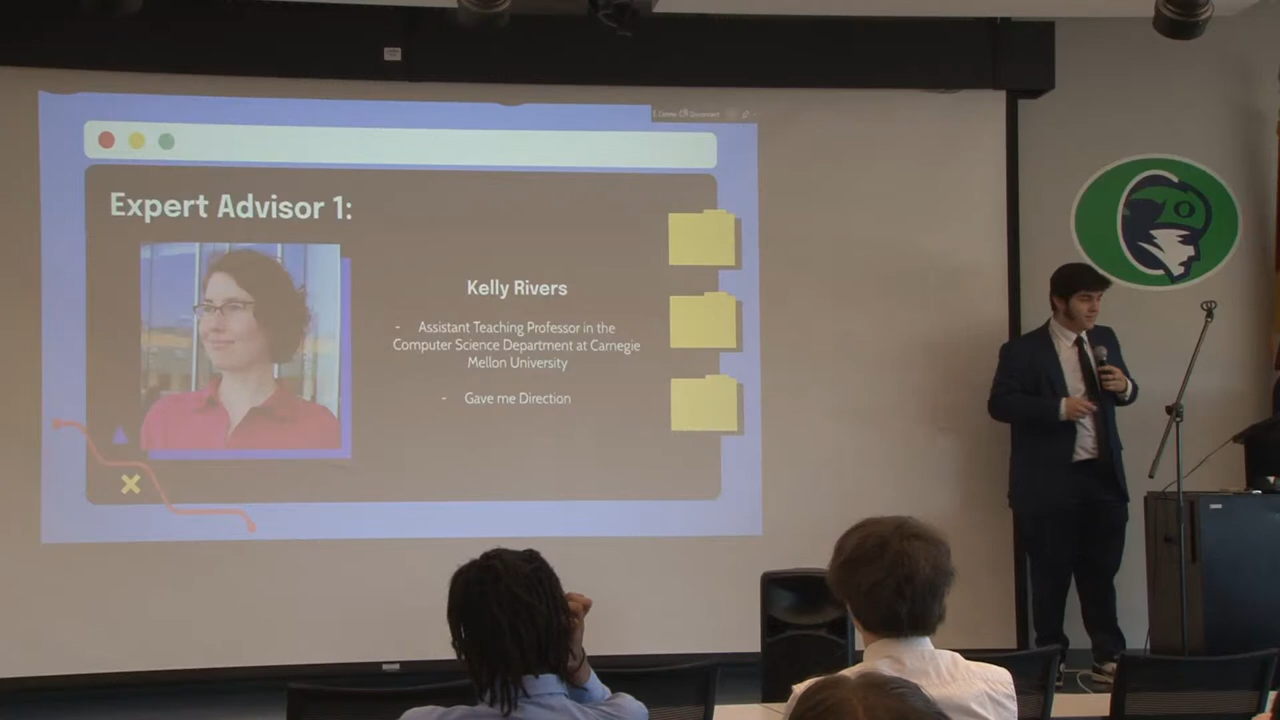 Expert Advisor 1:
Kelly Rivers
- Assistant Teaching Professor in the
Computer Science Department at Carnegie
Mellon University
- Gave me Direction
O